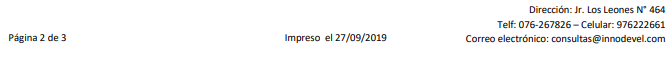 Dirección: Jr. Los Leones N° 464
Telf: 076-267826 – Celular: 976222661
Página 2 de 3 Impreso el 27/09/2019 Correo electrónico: consultas@innodevel.com